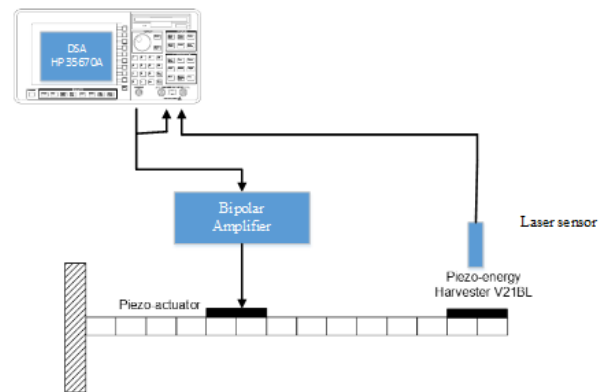 DSA
HP 35670A
Bipolar
Amplifier
Laser sensor
Piezo-energy
Harvester V21BL
Piezo-actuator